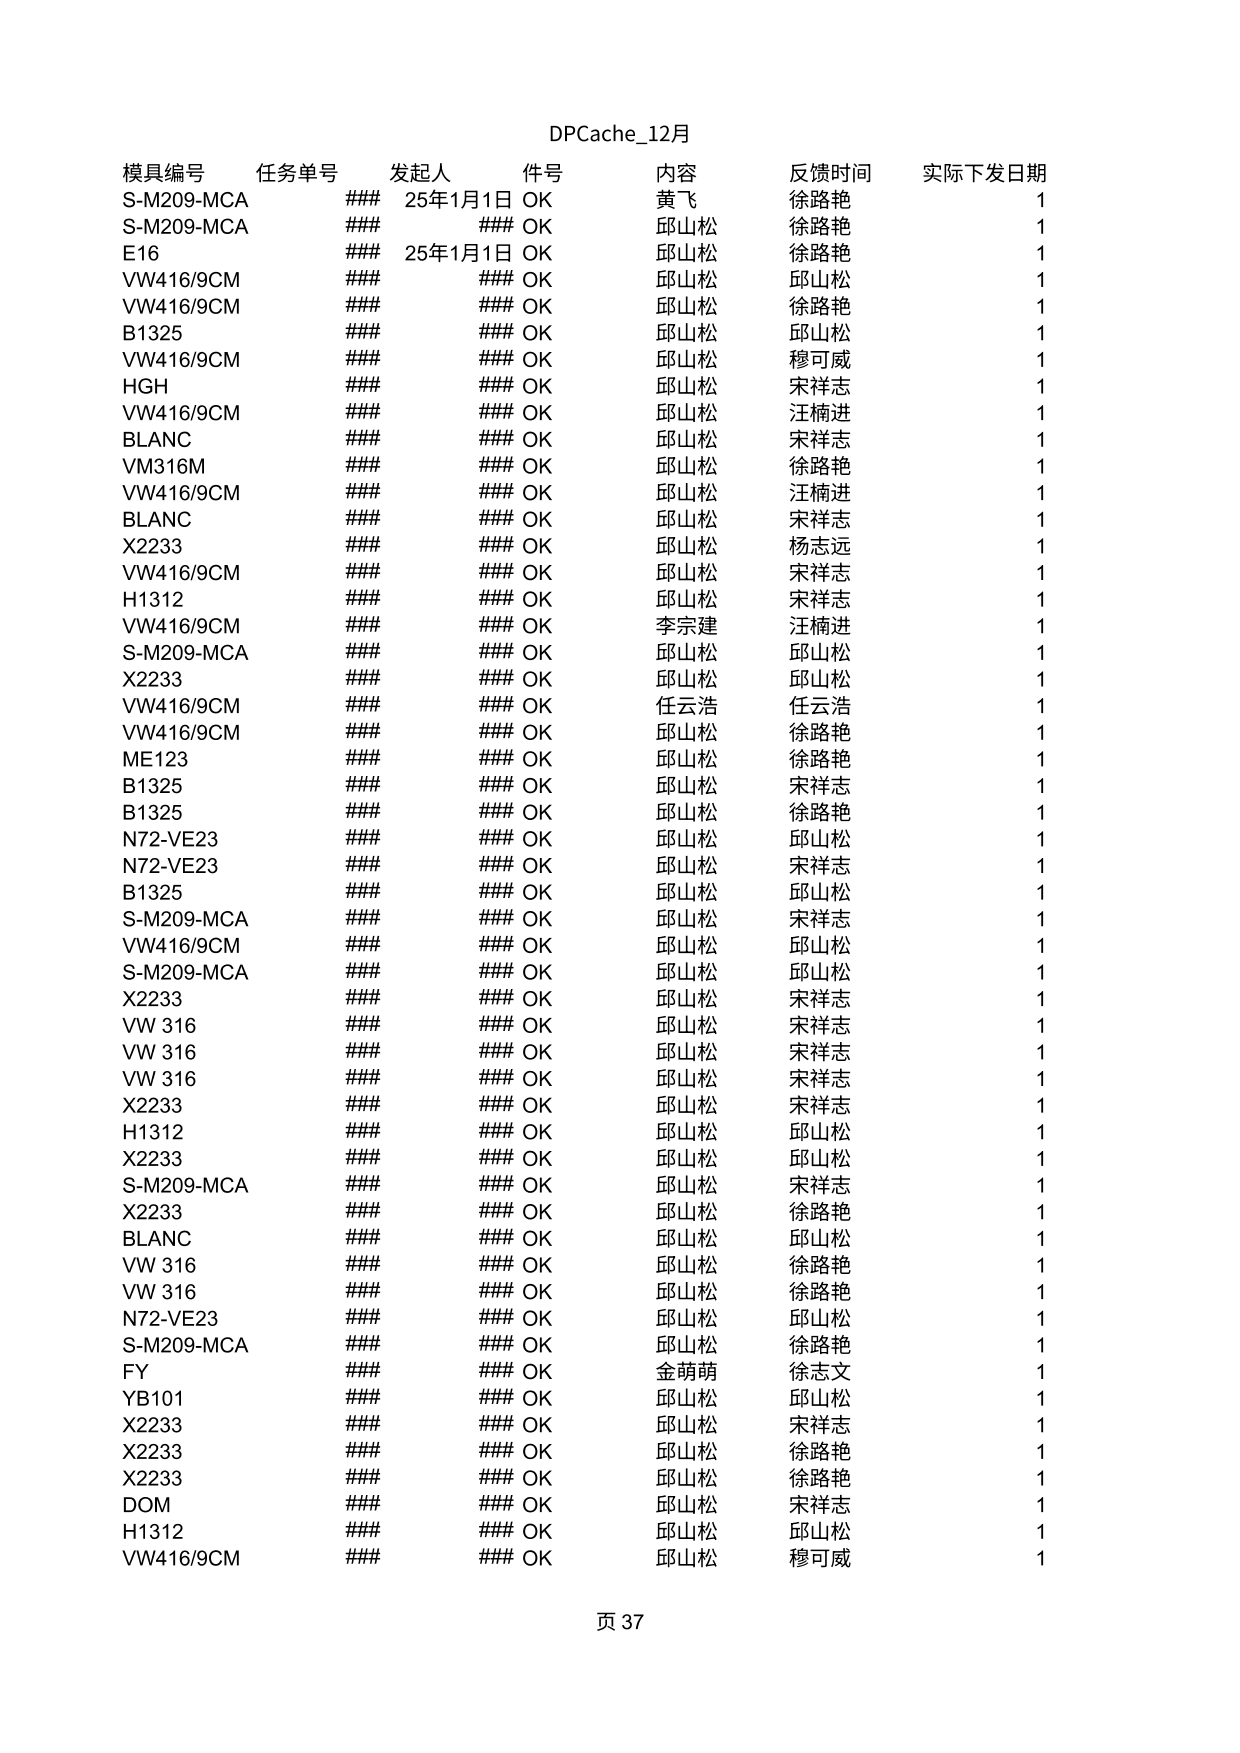 DPCache_12月
模具编号 任务单号 发起人 件号 内容 反馈时间 实际下发日期
S-M209-MCA ### 25年1月1日 OK 黄飞 徐路艳 1
S-M209-MCA ### ### OK 邱山松 徐路艳 1
E16 ### 25年1月1日 OK 邱山松 徐路艳 1
VW416/9CM ### ### OK 邱山松 邱山松 1
VW416/9CM ### ### OK 邱山松 徐路艳 1
B1325 ### ### OK 邱山松 邱山松 1
VW416/9CM ### ### OK 邱山松 穆可威 1
HGH ### ### OK 邱山松 宋祥志 1
VW416/9CM ### ### OK 邱山松 汪楠进 1
BLANC ### ### OK 邱山松 宋祥志 1
VM316M ### ### OK 邱山松 徐路艳 1
VW416/9CM ### ### OK 邱山松 汪楠进 1
BLANC ### ### OK 邱山松 宋祥志 1
X2233 ### ### OK 邱山松 杨志远 1
VW416/9CM ### ### OK 邱山松 宋祥志 1
H1312 ### ### OK 邱山松 宋祥志 1
VW416/9CM ### ### OK 李宗建 汪楠进 1
S-M209-MCA ### ### OK 邱山松 邱山松 1
X2233 ### ### OK 邱山松 邱山松 1
VW416/9CM ### ### OK 任云浩 任云浩 1
VW416/9CM ### ### OK 邱山松 徐路艳 1
ME123 ### ### OK 邱山松 徐路艳 1
B1325 ### ### OK 邱山松 宋祥志 1
B1325 ### ### OK 邱山松 徐路艳 1
N72-VE23 ### ### OK 邱山松 邱山松 1
N72-VE23 ### ### OK 邱山松 宋祥志 1
B1325 ### ### OK 邱山松 邱山松 1
S-M209-MCA ### ### OK 邱山松 宋祥志 1
VW416/9CM ### ### OK 邱山松 邱山松 1
S-M209-MCA ### ### OK 邱山松 邱山松 1
X2233 ### ### OK 邱山松 宋祥志 1
VW 316 ### ### OK 邱山松 宋祥志 1
VW 316 ### ### OK 邱山松 宋祥志 1
VW 316 ### ### OK 邱山松 宋祥志 1
X2233 ### ### OK 邱山松 宋祥志 1
H1312 ### ### OK 邱山松 邱山松 1
X2233 ### ### OK 邱山松 邱山松 1
S-M209-MCA ### ### OK 邱山松 宋祥志 1
X2233 ### ### OK 邱山松 徐路艳 1
BLANC ### ### OK 邱山松 邱山松 1
VW 316 ### ### OK 邱山松 徐路艳 1
VW 316 ### ### OK 邱山松 徐路艳 1
N72-VE23 ### ### OK 邱山松 邱山松 1
S-M209-MCA ### ### OK 邱山松 徐路艳 1
FY ### ### OK 金萌萌 徐志文 1
YB101 ### ### OK 邱山松 邱山松 1
X2233 ### ### OK 邱山松 宋祥志 1
X2233 ### ### OK 邱山松 徐路艳 1
X2233 ### ### OK 邱山松 徐路艳 1
DOM ### ### OK 邱山松 宋祥志 1
H1312 ### ### OK 邱山松 邱山松 1
VW416/9CM ### ### OK 邱山松 穆可威 1
页 37